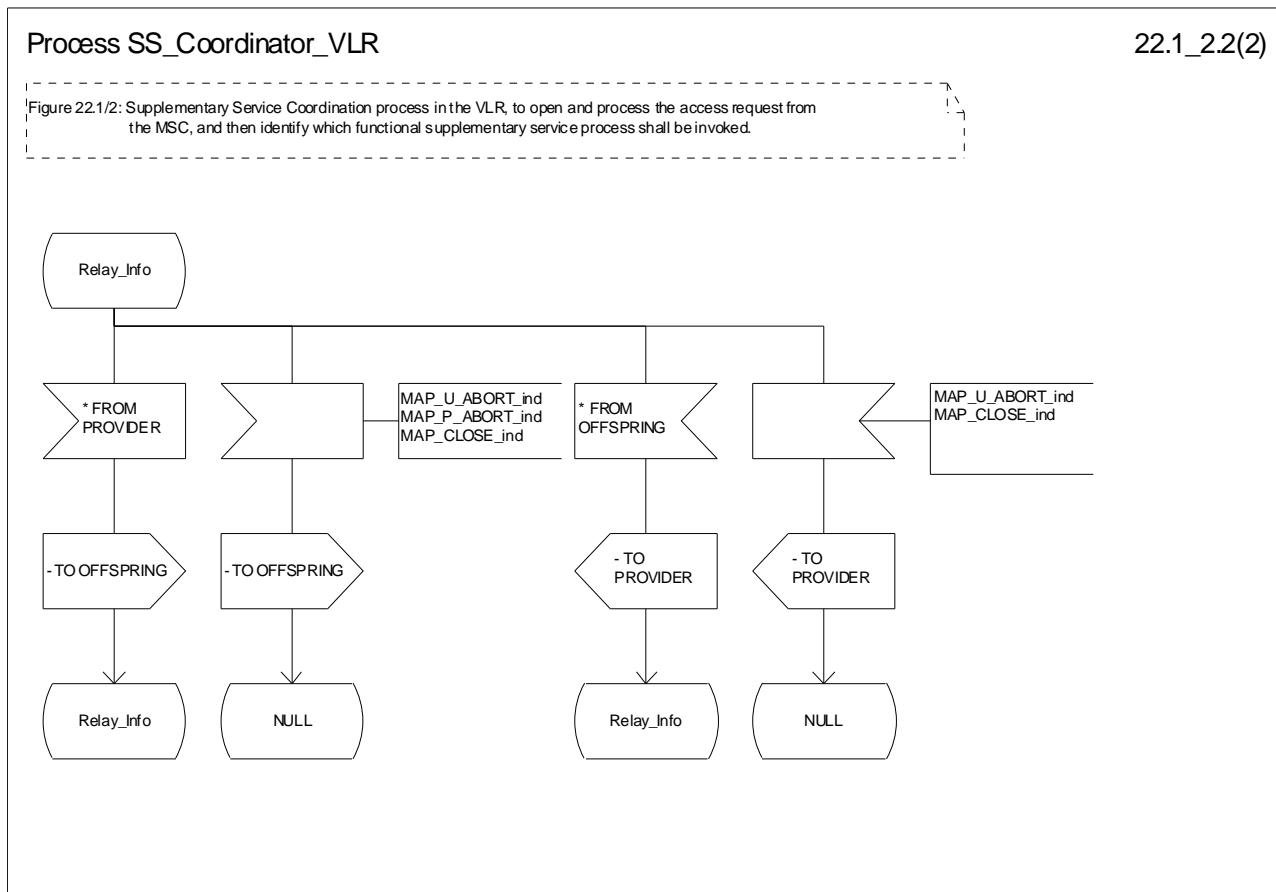 Process SS_Coordinator_VLR
22.1_2.2(2)
Figure 22.1/2: Supplementary Service Coordination process in the VLR, to open and process the access request from
the MSC, and then identify which functional supplementary service process shall be invoked.
Relay_Info
* FROM
PROVIDER
MAP_U_ABORT_ind
MAP_P_ABORT_ind
MAP_CLOSE_ind
* FROM
OFFSPRING
MAP_U_ABORT_ind
MAP_CLOSE_ind
- TO OFFSPRING
- TO OFFSPRING
- TO
PROVIDER
- TO
PROVIDER
Relay_Info
NULL
Relay_Info
NULL